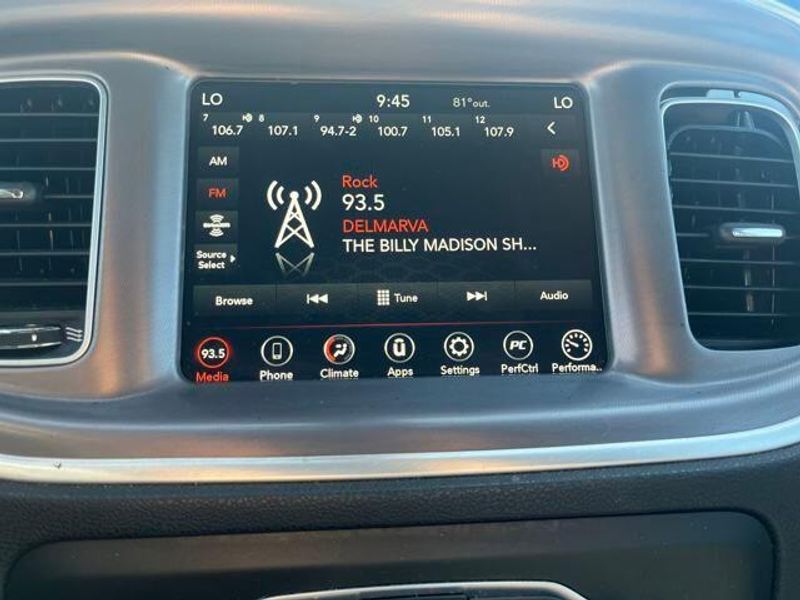 LO 9:45 81°out. LO
7 8 9 10 11 12
106.7 107.1 94.7-2 100.7 105.1 107.9
AM
FM
Source
Select
Rock
93.5
DELMARVA
THE BILLY MADISON SH...
Browse Tune Audio
93.5 PC
Media Phone Climate Apps Settings PerfCtrl Performa..